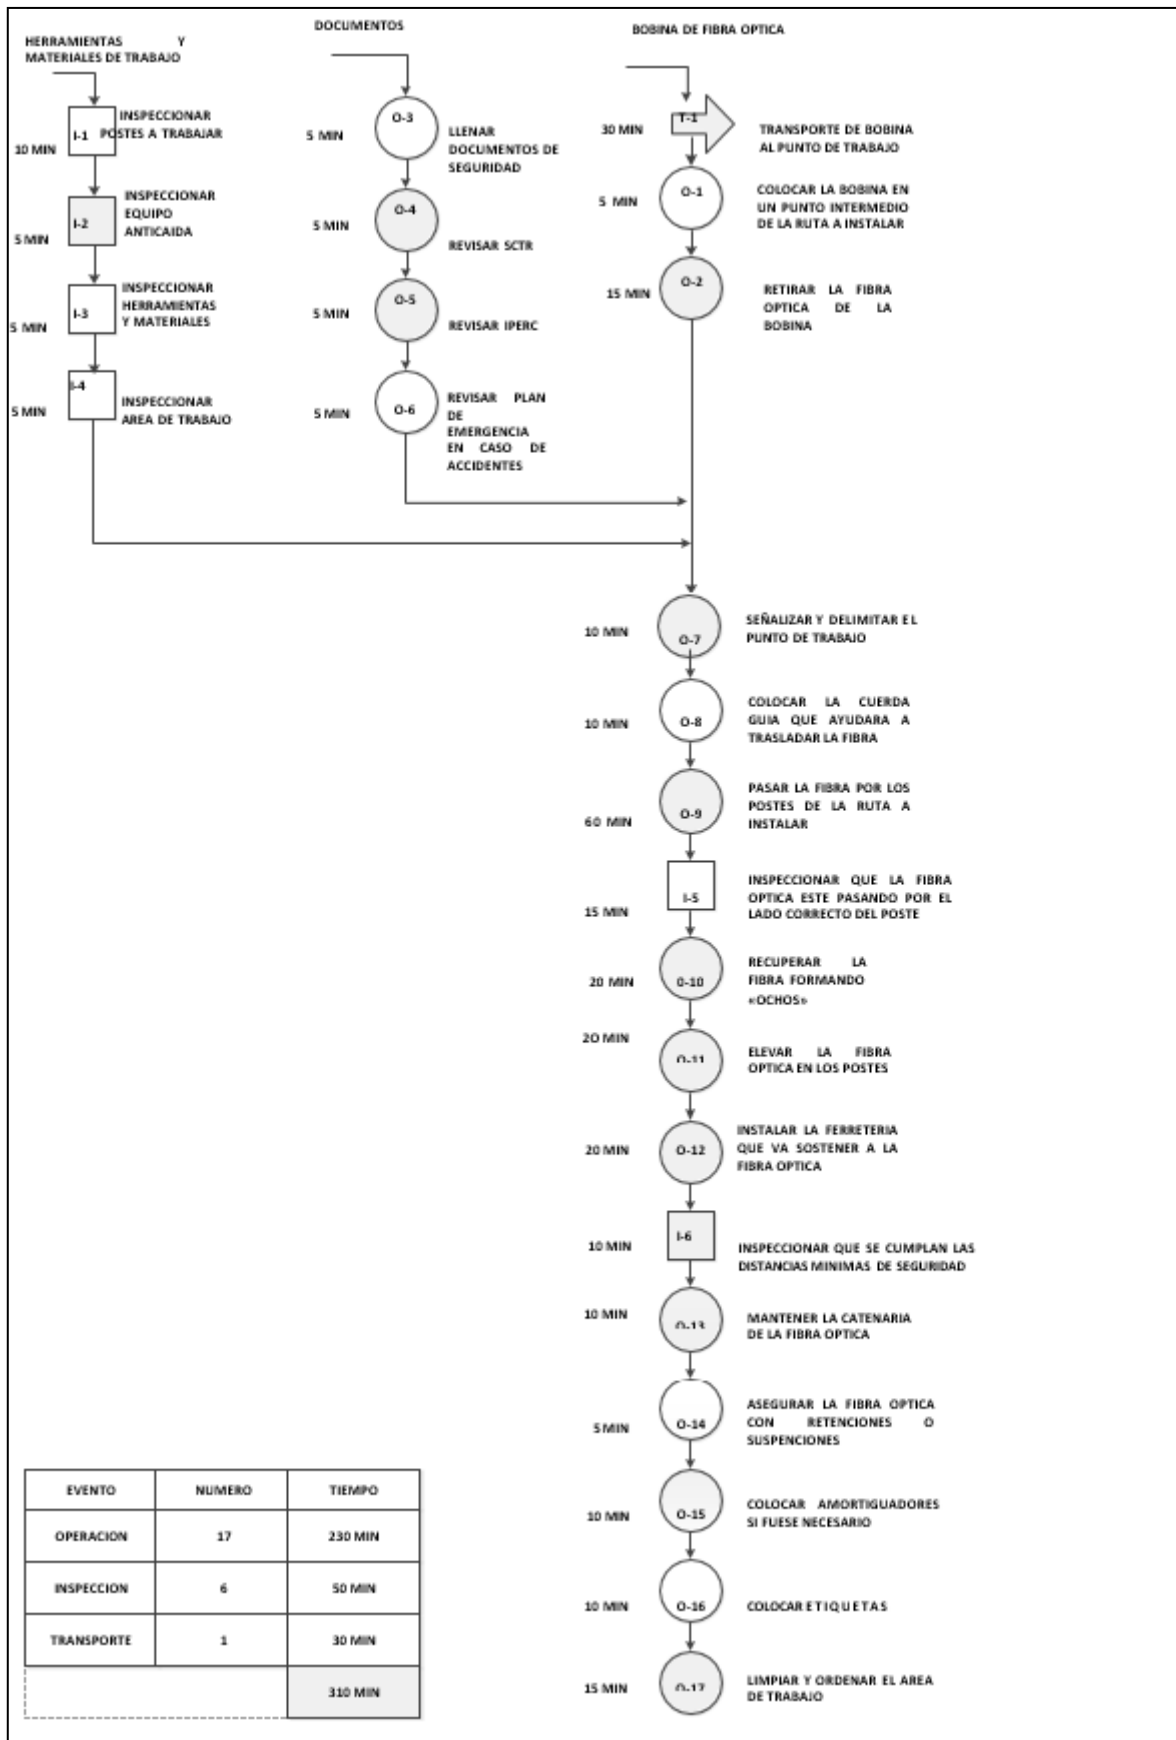 HERRAMIENTAS Y
MATERIALES DE TRABAJO
I-1
INSPECCIONAR
POSTES A TRABAJAR
10 MIN
I-2
INSPECCIONAR
EQUIPO
ANTICAIDA
5 MIN
I-3
INSPECCIONAR
HERRAMIENTAS
Y MATERIALES
5 MIN
I-4
INSPECCIONAR
AREA DE TRABAJO
5 MIN
DOCUMENTOS
5 MIN
O-3
LLENAR
DOCUMENTOS DE
SEGURIDAD
5 MIN
O-4
REVISAR SCTR
5 MIN
O-5
REVISAR IPERC
5 MIN
O-6
REVISAR PLAN
DE
EMERGENCIA
EN CASO DE
ACCIDENTES
BOBINA DE FIBRA OPTICA
30 MIN
T-1
TRANSPORTE DE BOBINA
AL PUNTO DE TRABAJO
5 MIN
O-1
COLOCAR LA BOBINA EN
UN PUNTO INTERMEDIO
DE LA RUTA A INSTALAR
15 MIN
O-2
RETIRAR LA FIBRA
OPTICA DE LA
BOBINA
10 MIN
O-7
SEÑALIZAR Y DELIMITAR EL
PUNTO DE TRABAJO
10 MIN
O-8
COLOCAR LA CUERDA
GUIA QUE AYUDARA A
TRASLADAR LA FIBRA
60 MIN
O-9
PASAR LA FIBRA POR LOS
POSTES DE LA RUTA A
INSTALAR
15 MIN
I-5
INSPECCIONAR QUE LA FIBRA
OPTICA ESTE PASANDO POR EL
LADO CORRECTO DEL POSTE
20 MIN
0-10
RECUPERAR LA
FIBRA FORMANDO
«OCHOS»
2O MIN
O-11
ELEVAR LA FIBRA
OPTICA EN LOS POSTES
20 MIN
O-12
INSTALAR LA FERRETERIA
QUE VA SOSTENER A LA
FIBRA OPTICA
10 MIN
I-6
INSPECCIONAR QUE SE CUMPLAN LAS
DISTANCIAS MINIMAS DE SEGURIDAD
10 MIN
O-13
MANTENER LA CATENARIA
DE LA FIBRA OPTICA
5 MIN
O-14
ASEGURAR LA FIBRA OPTICA
CON RETENCIONES O
SUSPENCIONES
10 MIN
O-15
COLOCAR AMORTIGUADORES
SI FUESE NECESARIO
10 MIN
O-16
COLOCAR ETIQUETAS
15 MIN
O-17
LIMPIAR Y ORDENAR EL AREA
DE TRABAJO
EVENTO NUMERO TIEMPO
OPERACION 17 230 MIN
INSPECCION 6 50 MIN
TRANSPORTE 1 30 MIN
310 MIN